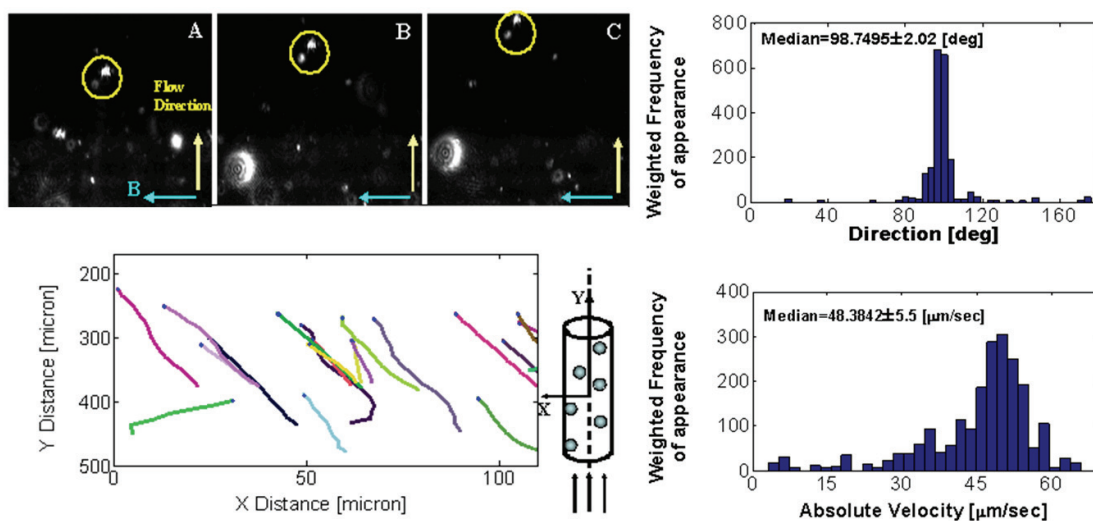 A
B
C
Flow
Direction
B
200
300
400
500
Y Distance [micron]
0
50
100
X Distance [micron]
Y
X
800
600
400
200
0
Median=98.7495±2.02 [deg]
Weighted Frequency
of appearance
0
40
80
120
160
Direction [deg]
400
300
200
100
0
Median=48.3842±5.5 [μm/sec]
Weighted Frequency
of appearance
0
15
30
45
60
Absolute Velocity [μm/sec]